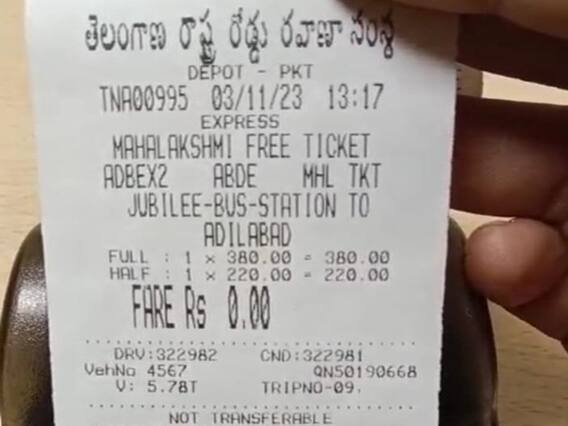 తెలంగాణ రాష్ట్ర రోడ్డు రవాణా సంస్థ
DEPOT - PKT
TNA00995 03/11/23 13:17
EXPRESS
MAHALAKSHMI FREE TICKET
ADBEX2 ABDE MHL TKT
JUBILEE-BUS-STATION TO
ADILABAD
FULL : 1 × 380.00 = 380.00
HALF : 1 × 220.00 = 220.00
FARE Rs 0.00
DRV:322982 CND:322981
VehNo 4567 QN50190668
V: 5.78T TRIPNO-09.
NOT TRANSFERABLE